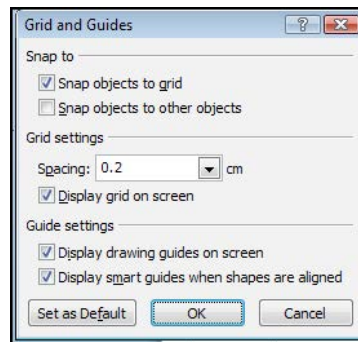 Grid and Guides
Snap to
Snap objects to grid
Snap objects to other objects
Grid settings
Spacing: 0.2 cm
Display grid on screen
Guide settings
Display drawing guides on screen
Display smart guides when shapes are aligned
Set as Default OK Cancel